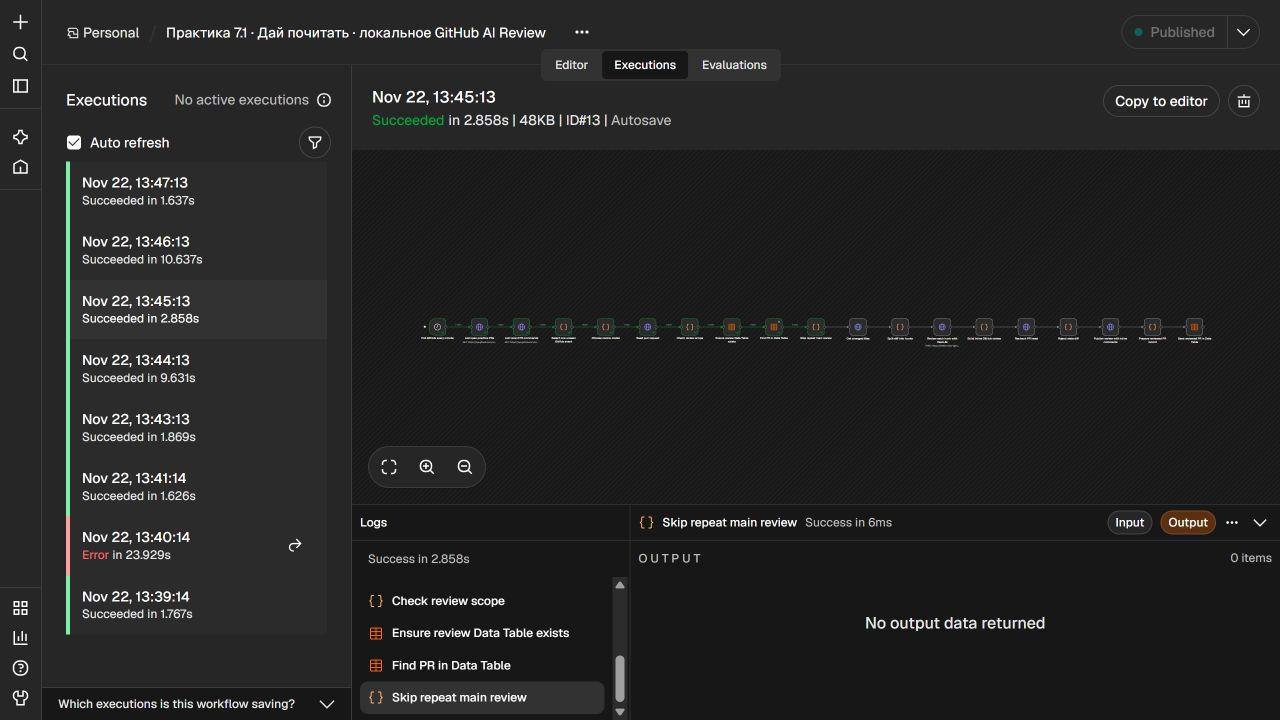 Personal / Практика 7.1 · Дай почитать · локальное GitHub AI Review ...
Published
Editor Executions Evaluations
Executions No active executions
Auto refresh
Nov 22, 13:47:13
Succeeded in 1.637s
Nov 22, 13:46:13
Succeeded in 10.637s
Nov 22, 13:45:13
Succeeded in 2.858s
Nov 22, 13:44:13
Succeeded in 9.631s
Nov 22, 13:43:13
Succeeded in 1.869s
Nov 22, 13:41:14
Succeeded in 1.626s
Nov 22, 13:40:14
Error in 23.929s
Nov 22, 13:39:14
Succeeded in 1.767s
Which executions is this workflow saving?
Nov 22, 13:45:13
Succeeded in 2.858s | 48KB | ID#13 | Autosave
Copy to editor
Logs
Success in 2.858s
Check review scope
Ensure review Data Table exists
Find PR in Data Table
Skip repeat main review
Skip repeat main review Success in 6ms
Input Output
OUTPUT 0 items
No output data returned